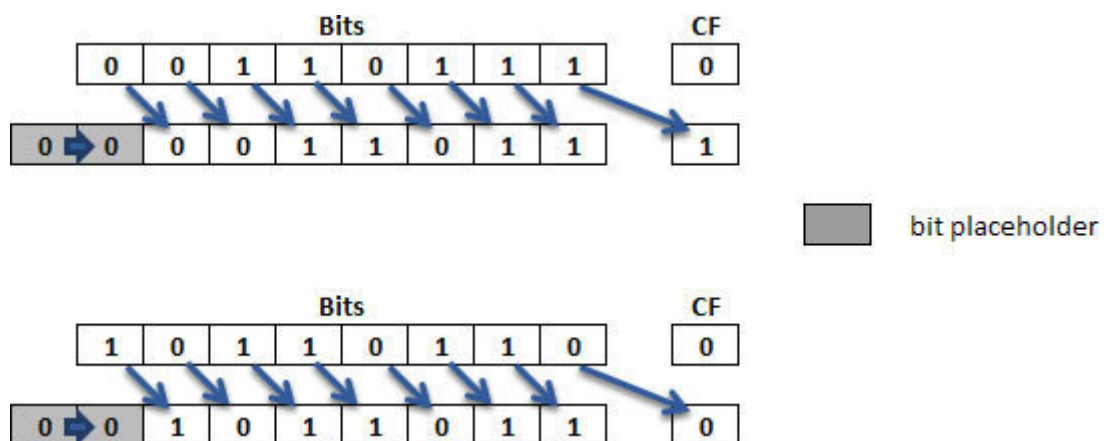 Bits CF
0 0 1 1 0 1 1 1 0
0 0 0 0 1 1 0 1 1 1
bit placeholder
Bits CF
1 0 1 1 0 1 1 0 0
0 0 1 0 1 1 0 1 1 0